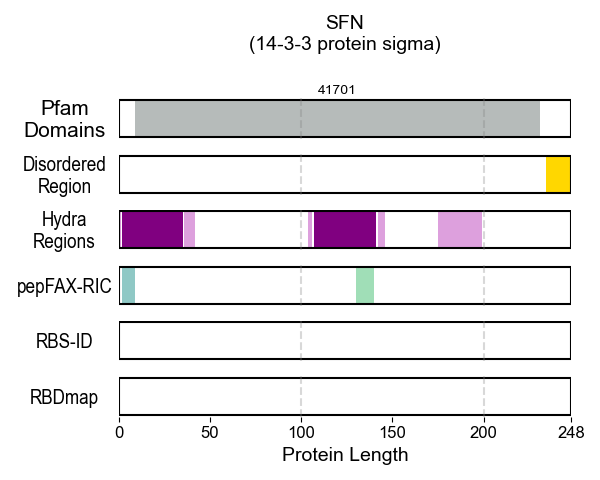 SFN
(14-3-3 protein sigma)
41701
Pfam
Domains
Disordered
Region
Hydra
Regions
pepFAX-RIC
RBS-ID
RBDmap
0 50 100 150 200 248
Protein Length